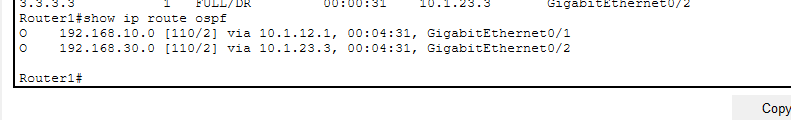 3.3.3.3 1 FULL/DR 00:00:31 10.1.23.3 GigabitEthernet0/2
Router1#show ip route ospf
O 192.168.10.0 [110/2] via 10.1.12.1, 00:04:31, GigabitEthernet0/1
O 192.168.30.0 [110/2] via 10.1.23.3, 00:04:31, GigabitEthernet0/2
Router1#
Copy